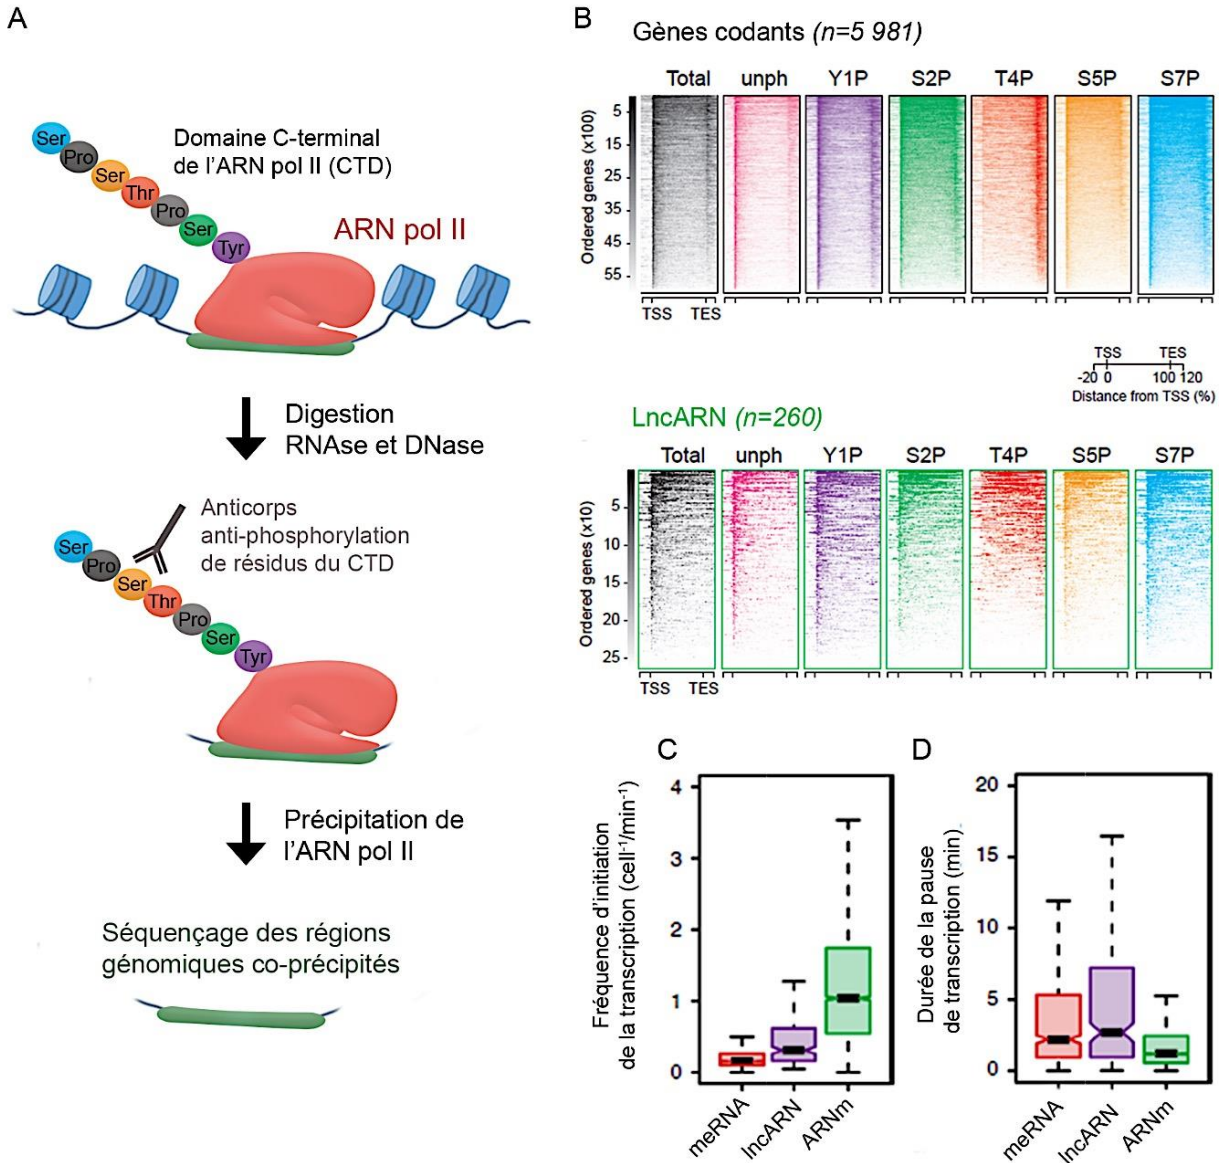 A
Domaine C-terminal
de l'ARN pol II (CTD)
Ser
Pro
Ser
Thr
Pro
Ser
Tyr
ARN pol II
Digestion
RNAse et DNase
Anticorps
anti-phosphorylation
de résidus du CTD
Ser
Pro
Ser
Thr
Pro
Ser
Tyr
Précipitation de
l'ARN pol II
Séquençage des régions
génomiques co-précipités
B
Gènes codants (n=5 981)
Total unph Y1P S2P T4P S5P S7P
Ordered genes (x100)
5
15
25
35
45
55
TSS TES
TSS TES
-20 0 100 120
Distance from TSS (%)
LncARN (n=260)
Total unph Y1P S2P T4P S5P S7P
Ordered genes (x10)
5
10
15
20
25
TSS TES
C
Fréquence d'initiation
de la transcription (cell-1/min-1)
4
3
2
1
0
meRNA lncARN ARNm
D
Durée de la pause
de transcription (min)
20
15
10
5
0
meRNA lncARN ARNm